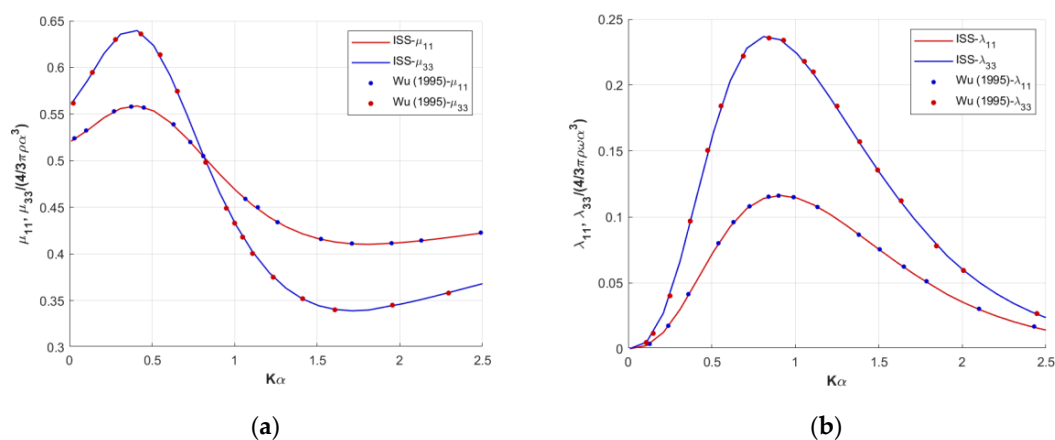 0.65
0.6
0.55
0.5
0.45
0.4
0.35
0.3
0 0.5 1 1.5 2 2.5
μ₁₁, μ₃₃/(4/3πρα³)
Kα
ISS-μ₁₁
ISS-μ₃₃
Wu (1995)-μ₁₁
Wu (1995)-μ₃₃
(a)
0.25
0.2
0.15
0.1
0.05
0
0 0.5 1 1.5 2 2.5
λ₁₁, λ₃₃/(4/3πρωα³)
Kα
ISS-λ₁₁
ISS-λ₃₃
Wu (1995)-λ₁₁
Wu (1995)-λ₃₃
(b)